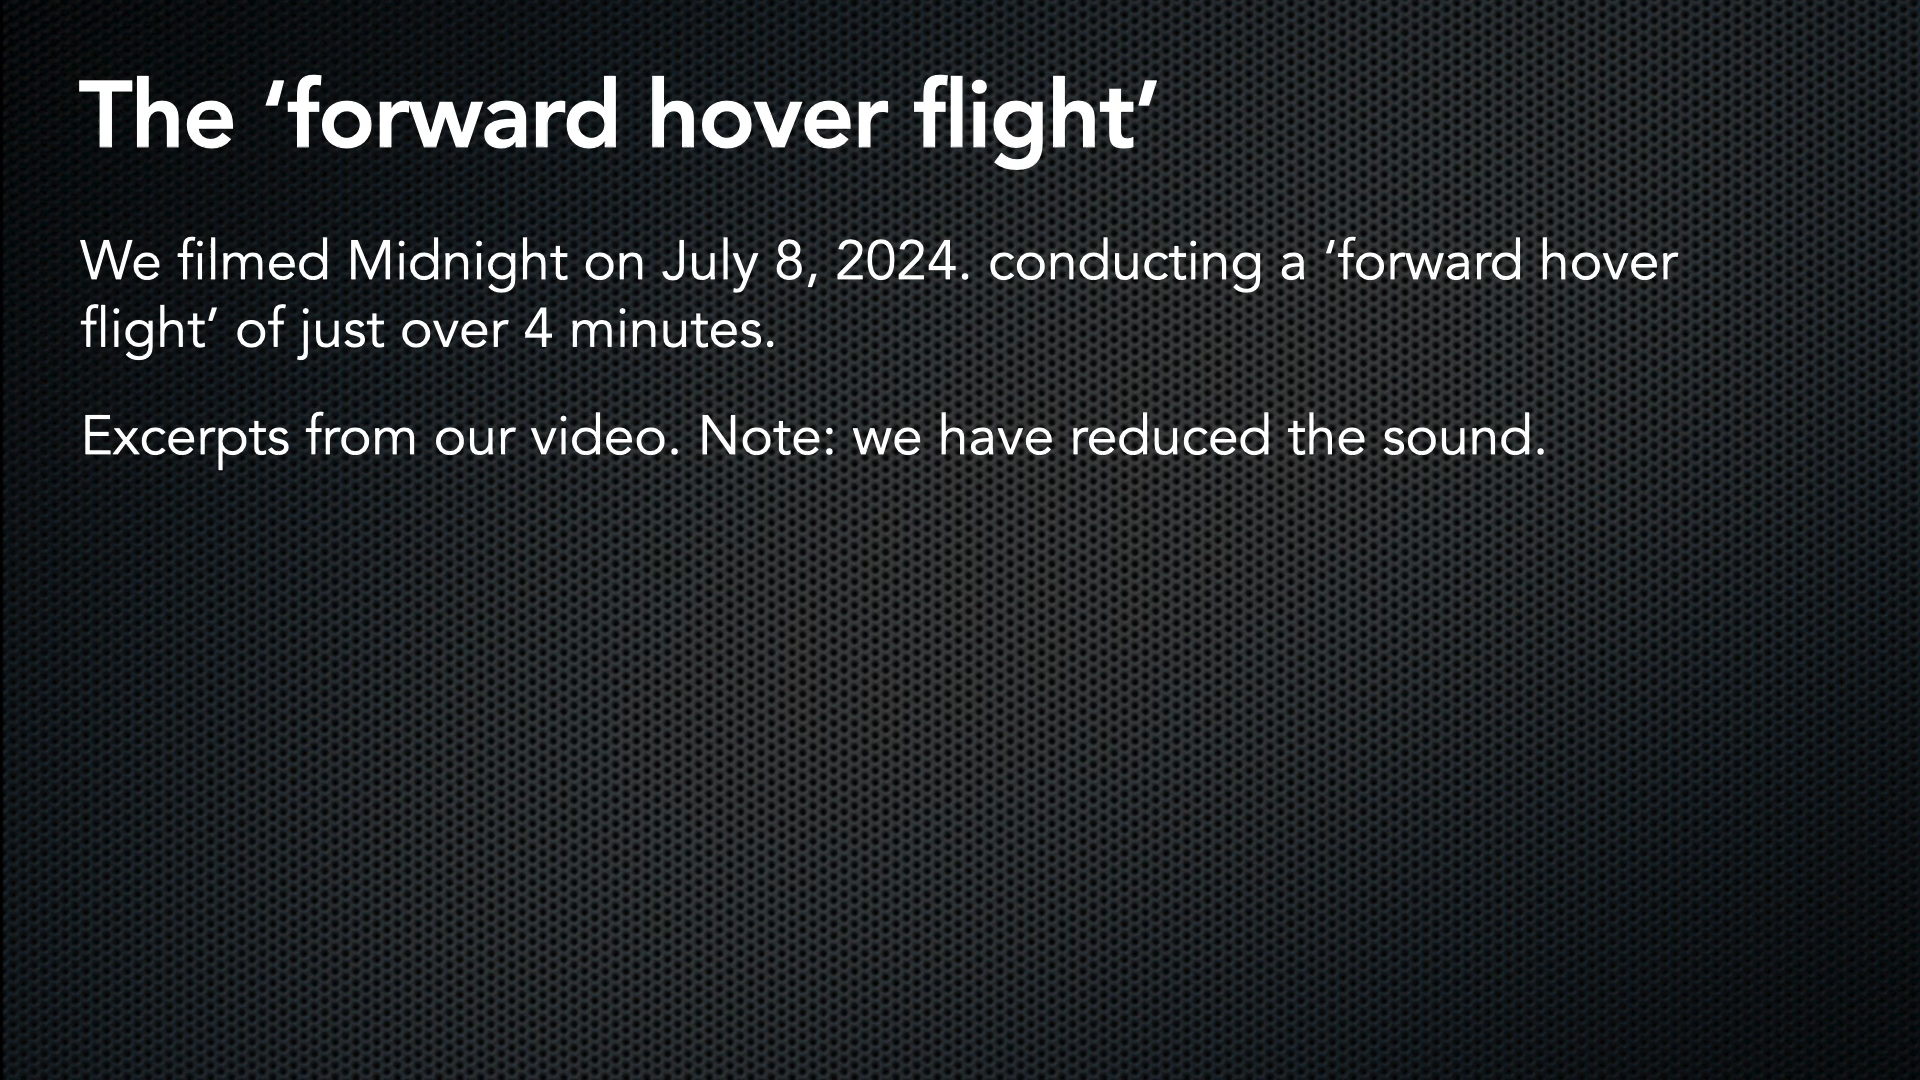 The ‘forward hover flight’
We filmed Midnight on July 8, 2024. conducting a ‘forward hover
flight’ of just over 4 minutes.
Excerpts from our video. Note: we have reduced the sound.